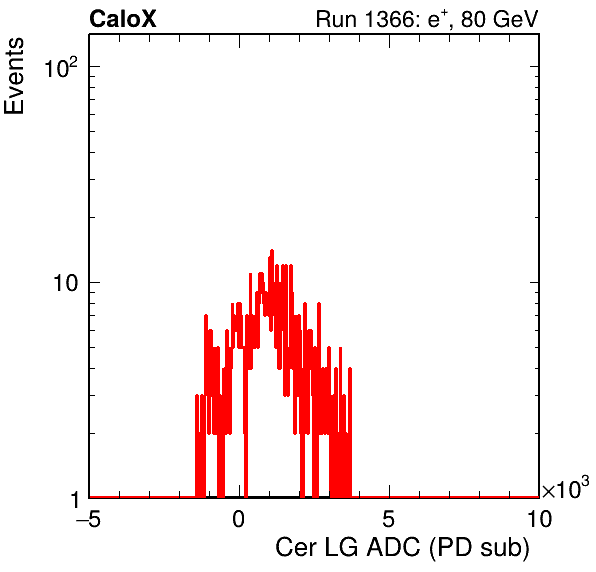 CaloX Run 1366: e⁺, 80 GeV
Events
10²
10
1
−5 0 5 10
×10³
Cer LG ADC (PD sub)